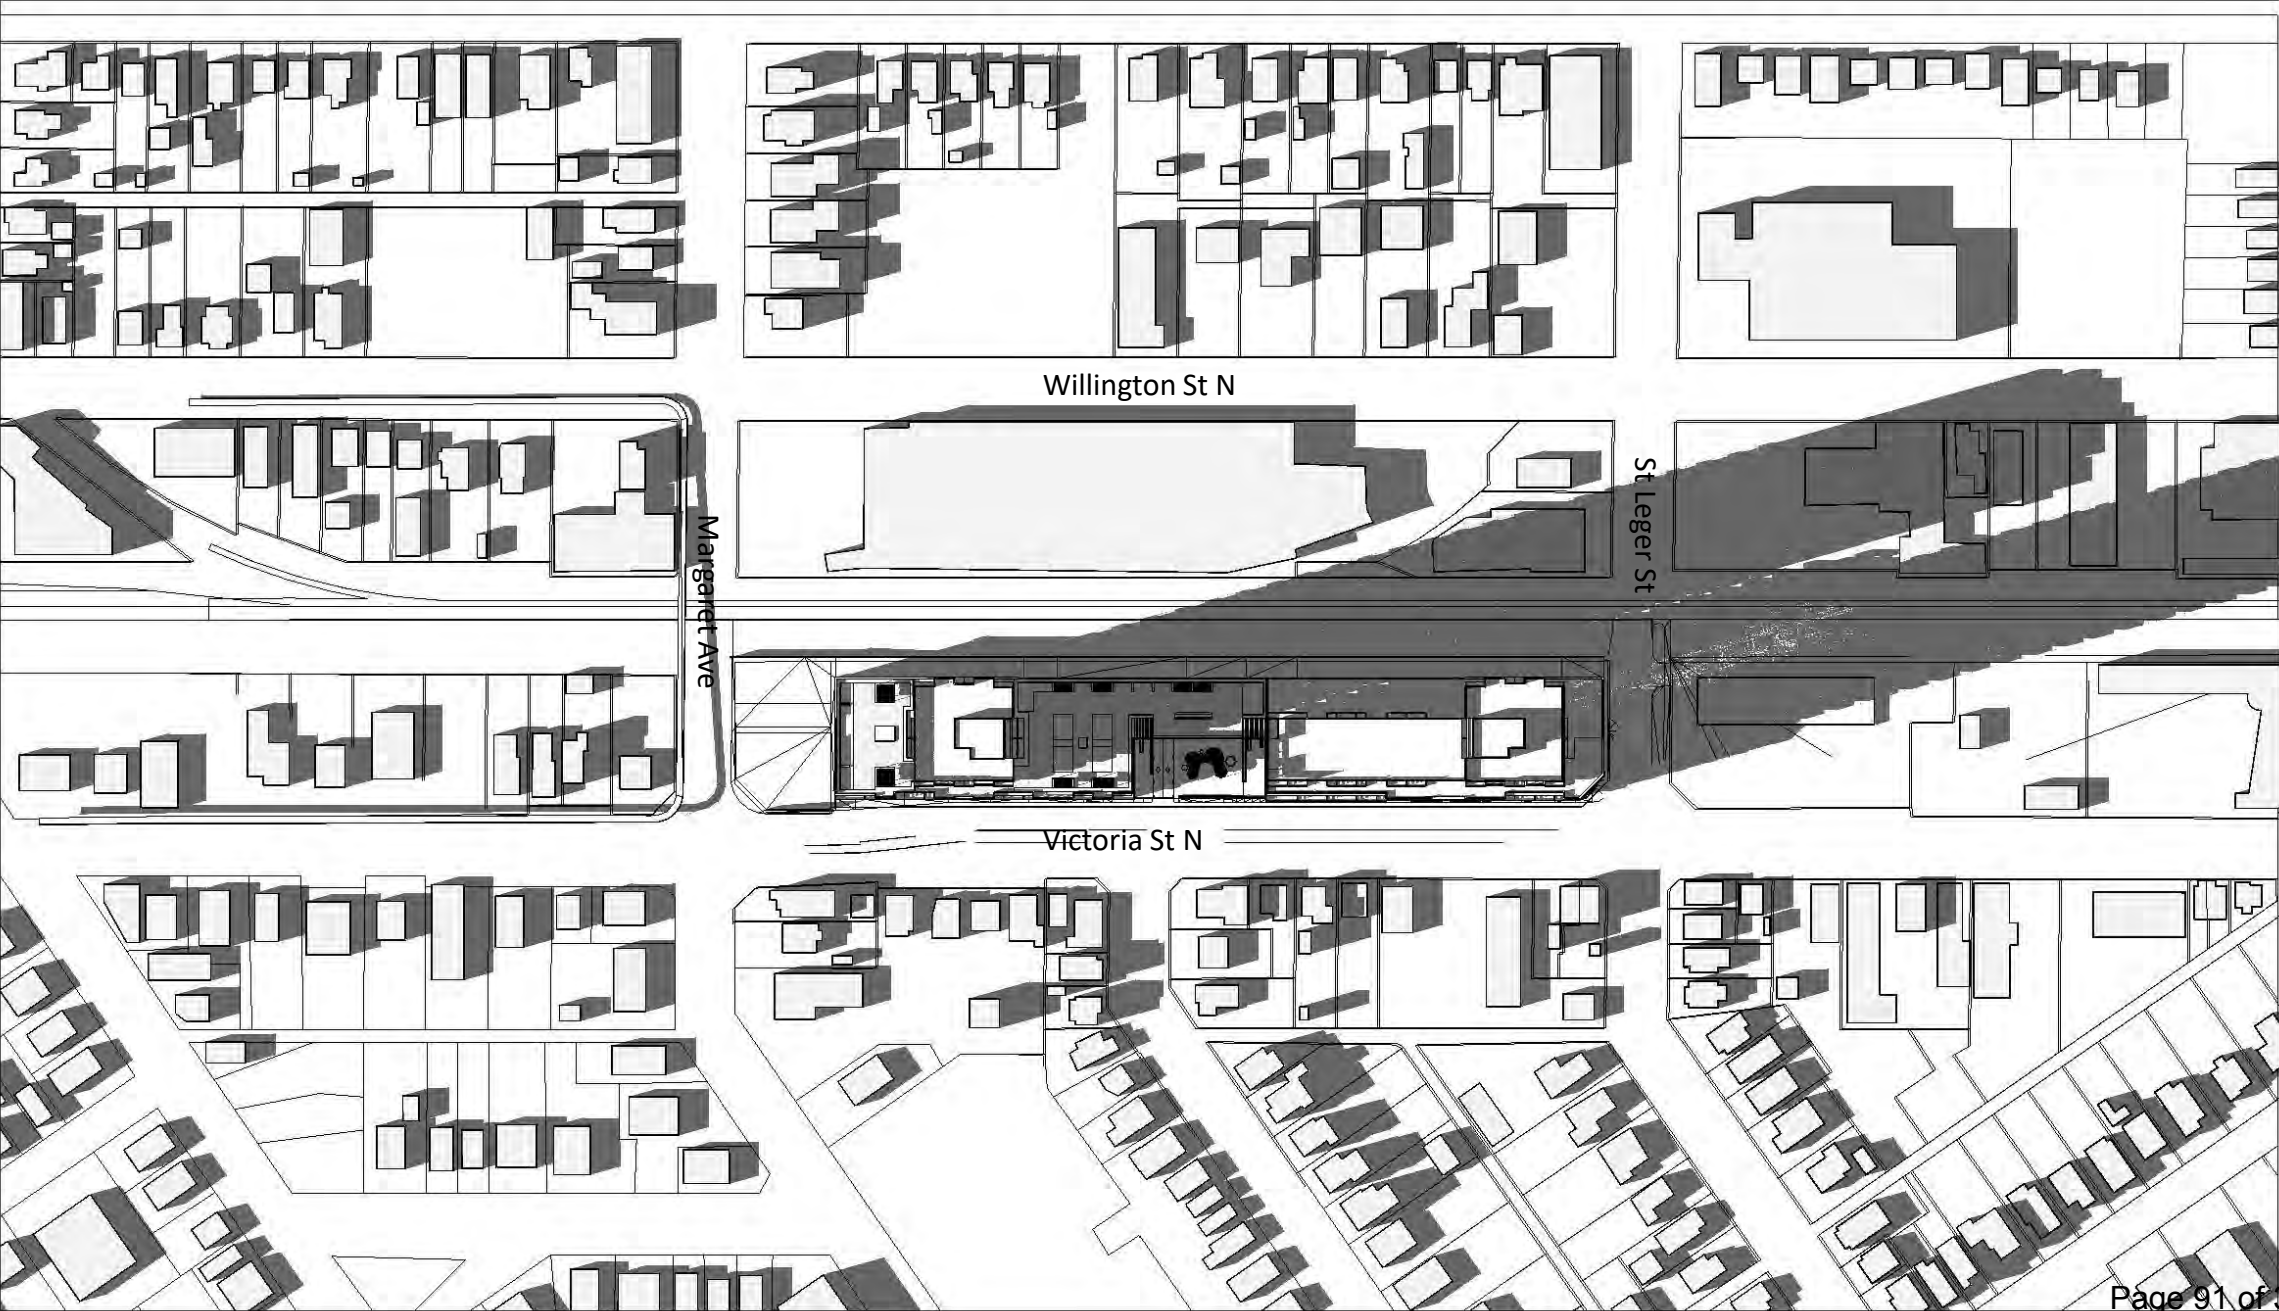 Willington St N
St Leger St
Margaret Ave
Victoria St N
Page 91 of